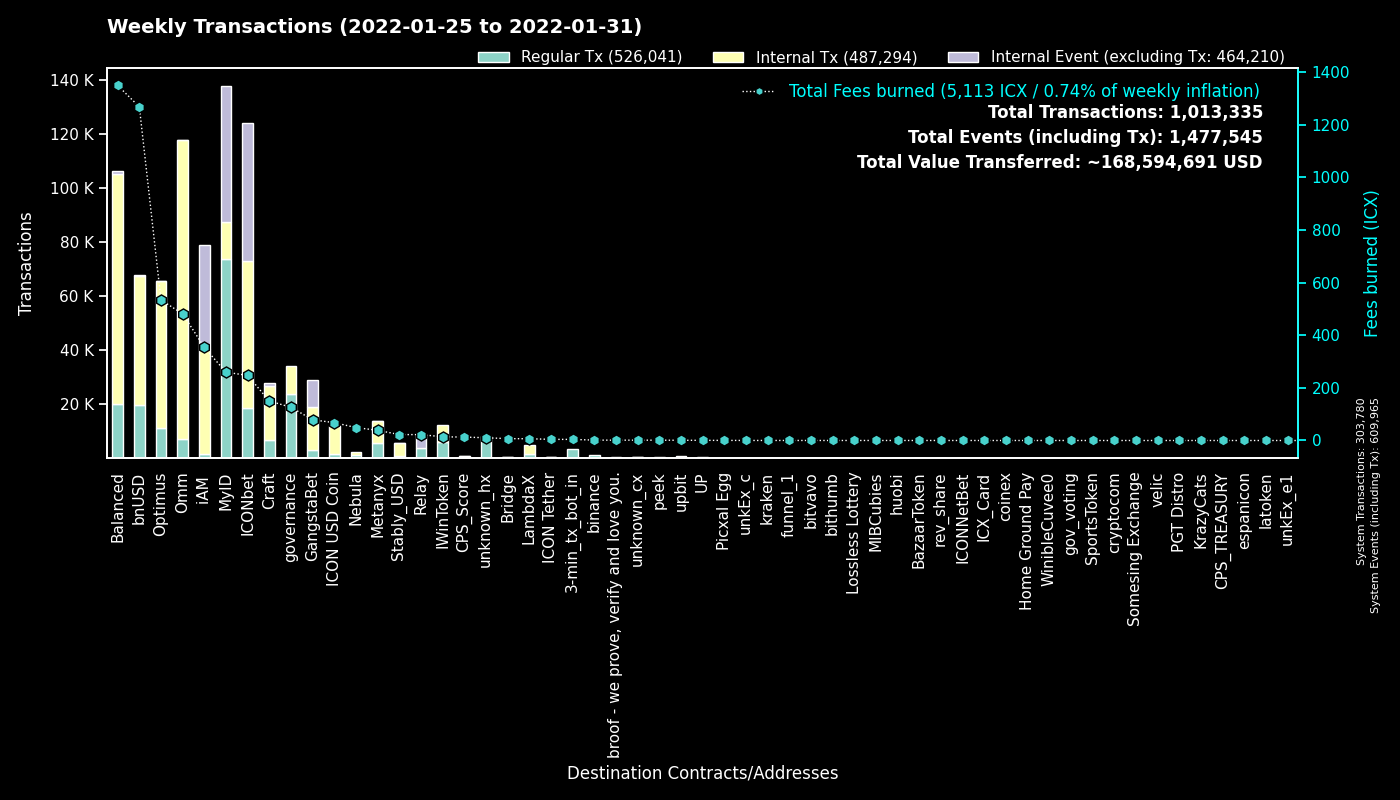 Weekly Transactions (2022-01-25 to 2022-01-31)
Regular Tx (526,041)
Internal Tx (487,294)
Internal Event (excluding Tx: 464,210)
Total Fees burned (5,113 ICX / 0.74% of weekly inflation)
Total Transactions: 1,013,335
Total Events (including Tx): 1,477,545
Total Value Transferred: ~168,594,691 USD
Transactions
140 K
120 K
100 K
80 K
60 K
40 K
20 K
1400
1200
1000
800
600
400
200
0
Fees burned (ICX)
System Transactions: 303,780
System Events (including Tx): 609,965
Balanced
bnUSD
Optimus
Omm
iAM
MyID
ICONbet
Craft
governance
GangstaBet
ICON USD Coin
Nebula
Metanyx
Stably_USD
Relay
IWinToken
CPS_Score
unknown_hx
Bridge
LambdaX
ICON Tether
3-min_tx_bot_in
binance
broof - we prove, verify and love you.
unknown_cx
peek
upbit
UP
Picxal Egg
unkEx_c
kraken
funnel_1
bitvavo
bithumb
Lossless Lottery
MIBCubies
huobi
BazaarToken
rev_share
ICONNetBet
ICX_Card
coinex
Home Ground Pay
WinibleCuvee0
gov_voting
SportsToken
cryptocom
Somesing Exchange
velic
PGT Distro
KrazyCats
CPS_TREASURY
espanicon
latoken
unkEx_e1
Destination Contracts/Addresses